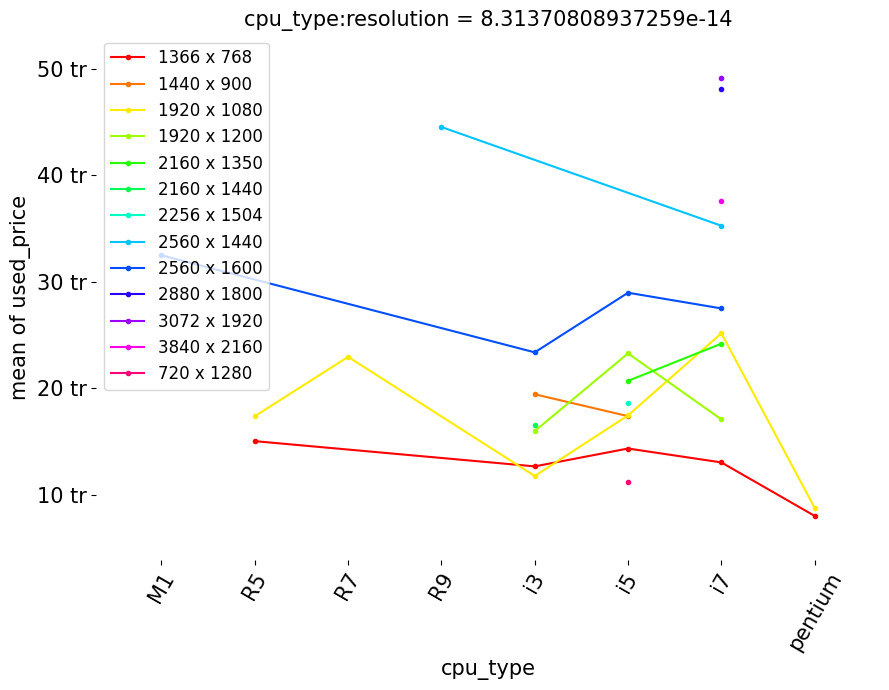 cpu_type:resolution = 8.31370808937259e-14
mean of used_price
50 tr
40 tr
30 tr
20 tr
10 tr
1366 x 768
1440 x 900
1920 x 1080
1920 x 1200
2160 x 1350
2160 x 1440
2256 x 1504
2560 x 1440
2560 x 1600
2880 x 1800
3072 x 1920
3840 x 2160
720 x 1280
M1
R5
R7
R9
i3
i5
i7
pentium
cpu_type